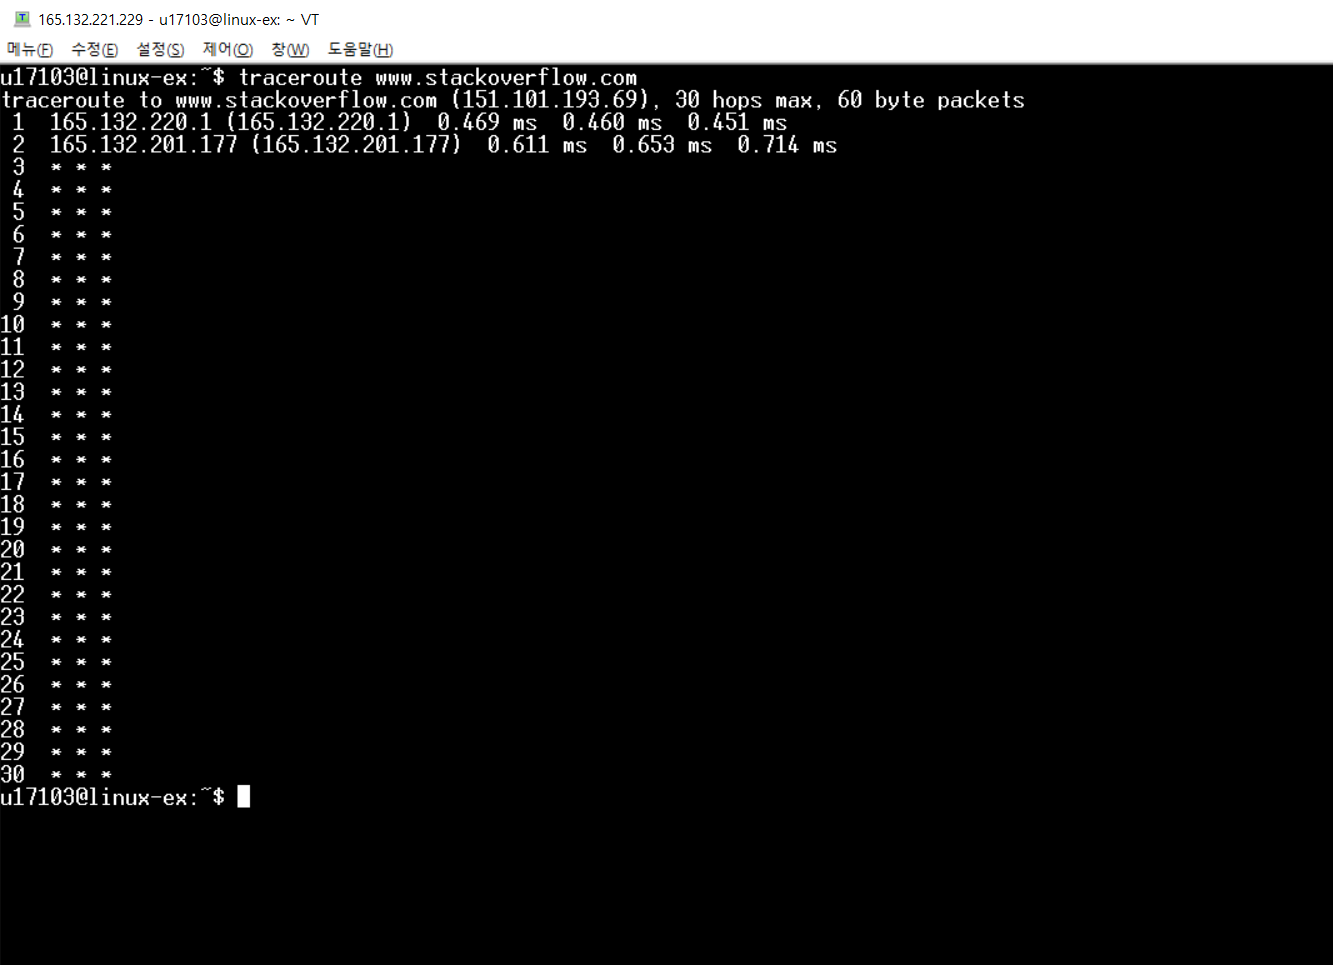 165.132.221.229 - u17103@linux-ex: ~ VT
메뉴(F) 수정(E) 설정(S) 제어(O) 창(W) 도움말(H)
u17103@linux-ex:~$ traceroute www.stackoverflow.com
traceroute to www.stackoverflow.com (151.101.193.69), 30 hops max, 60 byte packets
 1  165.132.220.1 (165.132.220.1)  0.469 ms  0.460 ms  0.451 ms
 2  165.132.201.177 (165.132.201.177)  0.611 ms  0.653 ms  0.714 ms
 3  * * *
 4  * * *
 5  * * *
 6  * * *
 7  * * *
 8  * * *
 9  * * *
10  * * *
11  * * *
12  * * *
13  * * *
14  * * *
15  * * *
16  * * *
17  * * *
18  * * *
19  * * *
20  * * *
21  * * *
22  * * *
23  * * *
24  * * *
25  * * *
26  * * *
27  * * *
28  * * *
29  * * *
30  * * *
u17103@linux-ex:~$